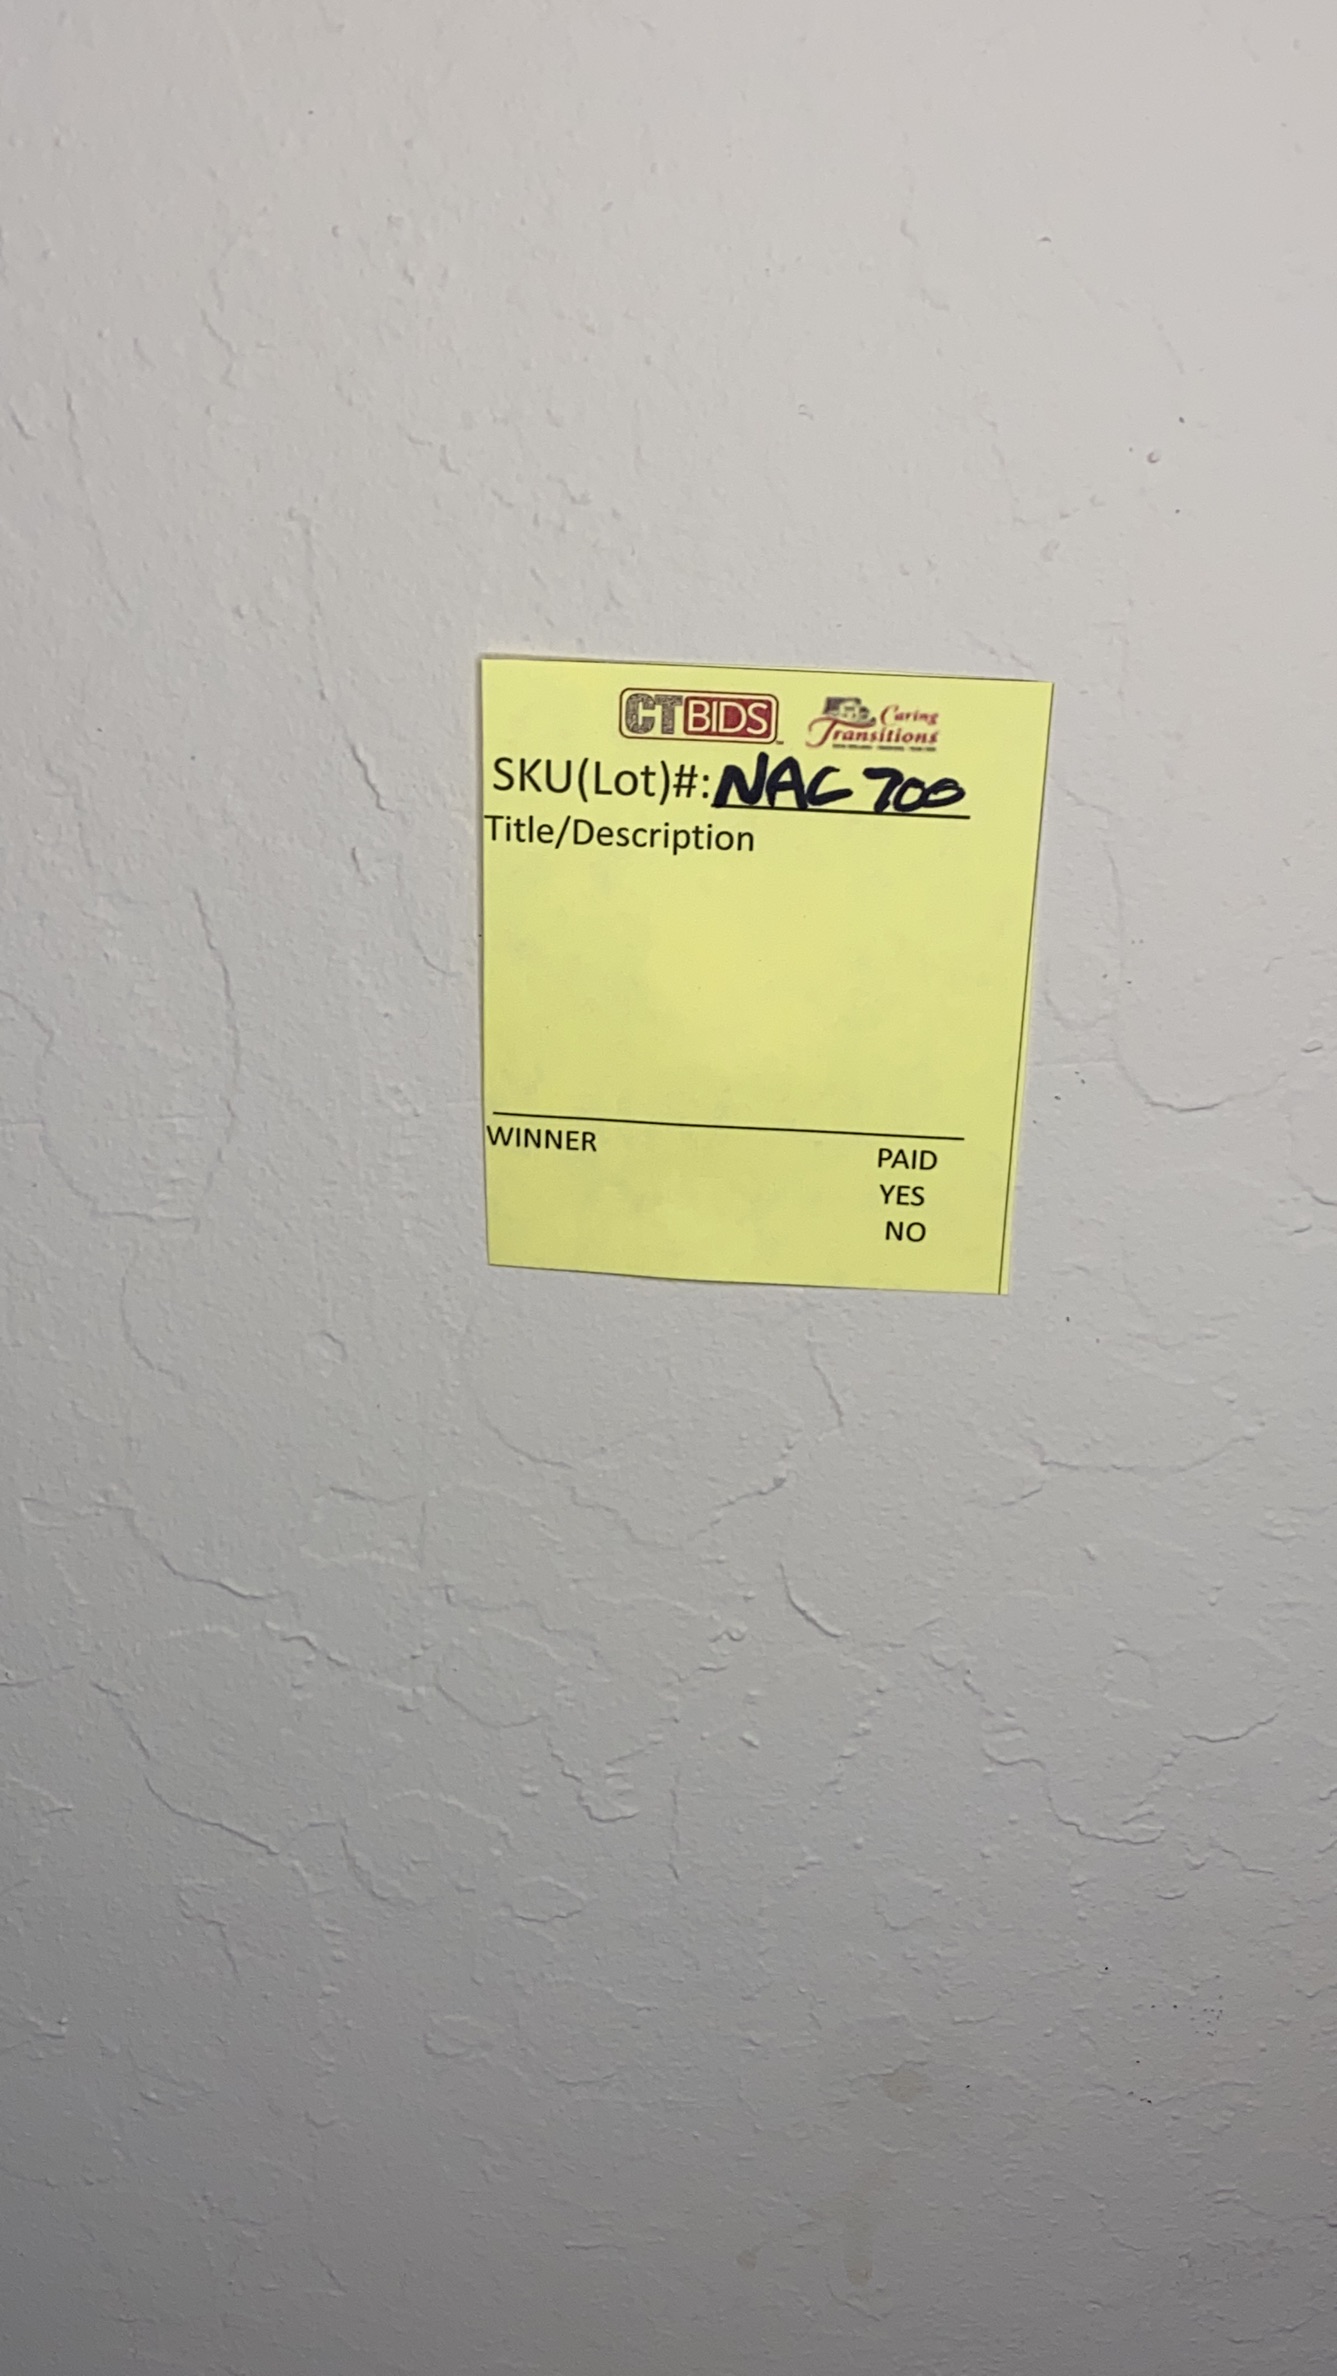 CTBIDS Caring Transitions
SKU(Lot)#: NAC 700
Title/Description
WINNER
PAID
YES
NO